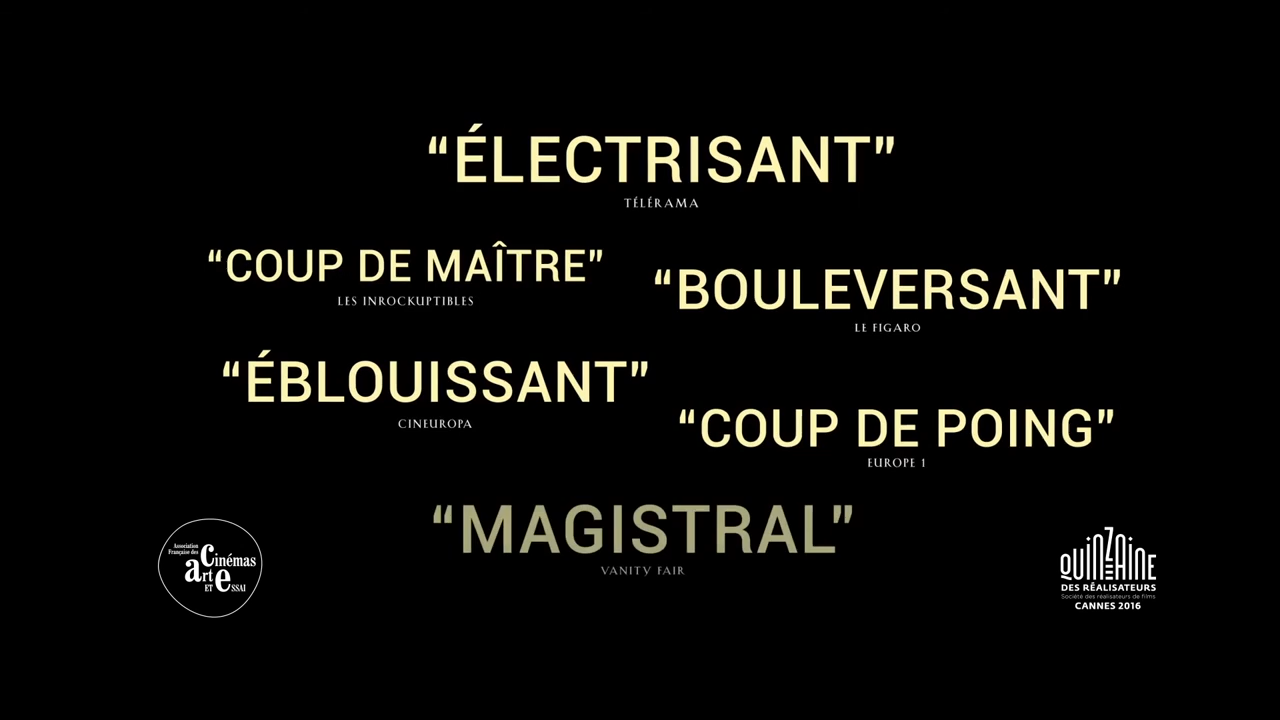 “ÉLECTRISANT”
TÉLÉRAMA
“COUP DE MAÎTRE”
LES INROCKUPTIBLES
“BOULEVERSANT”
LE FIGARO
“ÉBLOUISSANT”
CINEUROPA
“COUP DE POING”
EUROPE 1
“MAGISTRAL”
VANITY FAIR
Association
Française des
Cinémas
art
ET ESSAI
QUINZAINE
DES RÉALISATEURS
Société des réalisateurs de films
CANNES 2016